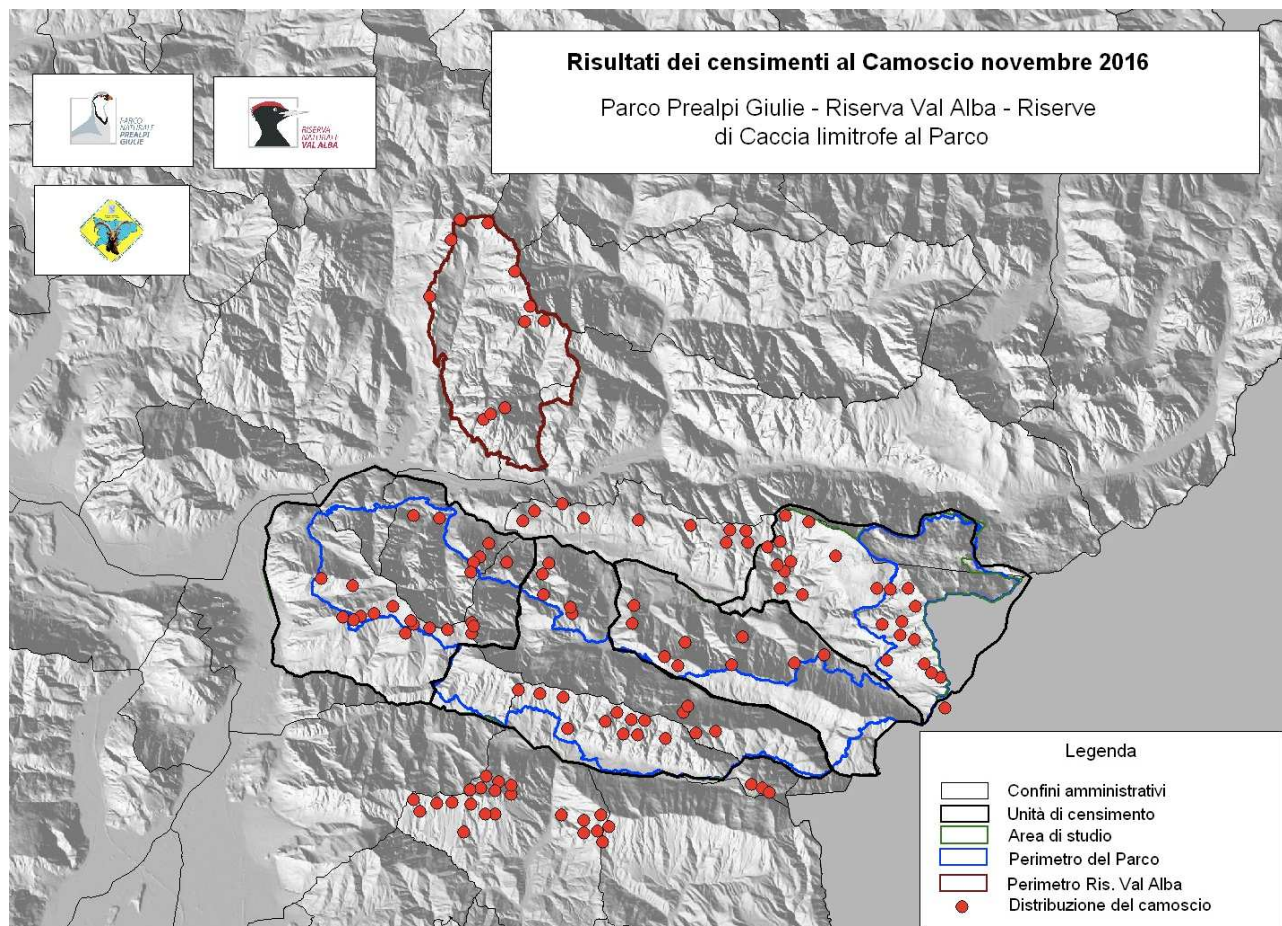 Risultati dei censimenti al Camoscio novembre 2016
Parco Prealpi Giulie - Riserva Val Alba - Riserve
di Caccia limitrofe al Parco
PARCO
NATURALE
PREALPI
GIULIE
RISERVA
NATURALE
VAL ALBA
Legenda
Confini amministrativi
Unità di censimento
Area di studio
Perimetro del Parco
Perimetro Ris. Val Alba
Distribuzione del camoscio